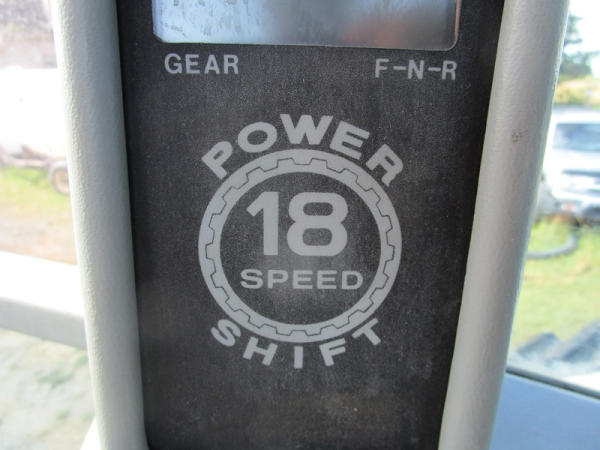 GEAR F-N-R
POWER
18
SPEED
SHIFT